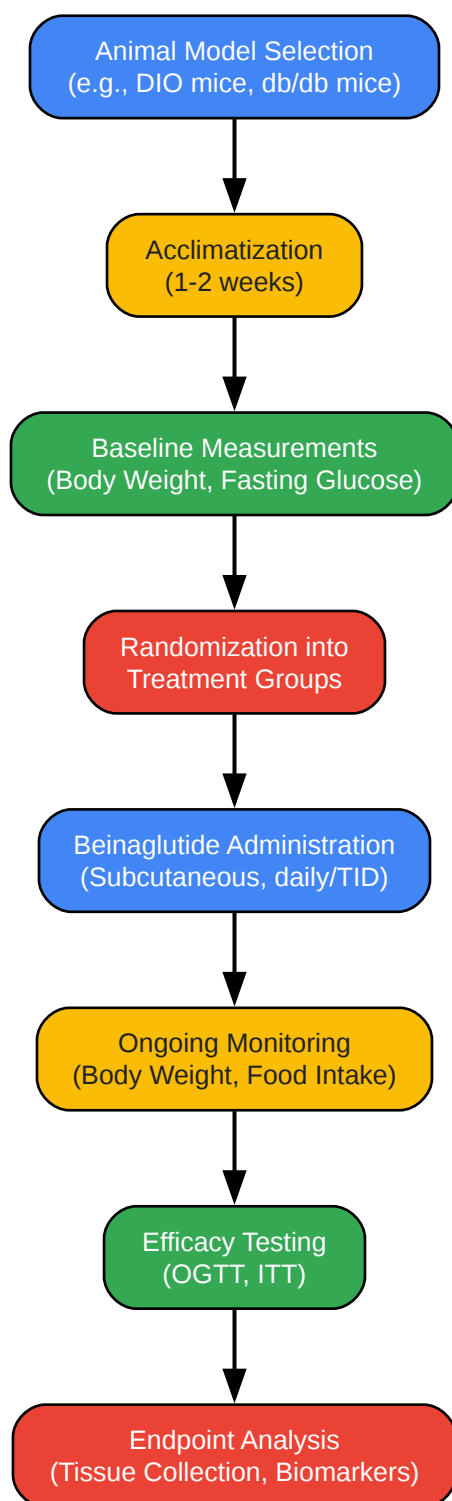 Animal Model Selection
(e.g., DIO mice, db/db mice)
Acclimatization
(1-2 weeks)
Baseline Measurements
(Body Weight, Fasting Glucose)
Randomization into
Treatment Groups
Beinaglutide Administration
(Subcutaneous, daily/TID)
Ongoing Monitoring
(Body Weight, Food Intake)
Efficacy Testing
(OGTT, ITT)
Endpoint Analysis
(Tissue Collection, Biomarkers)